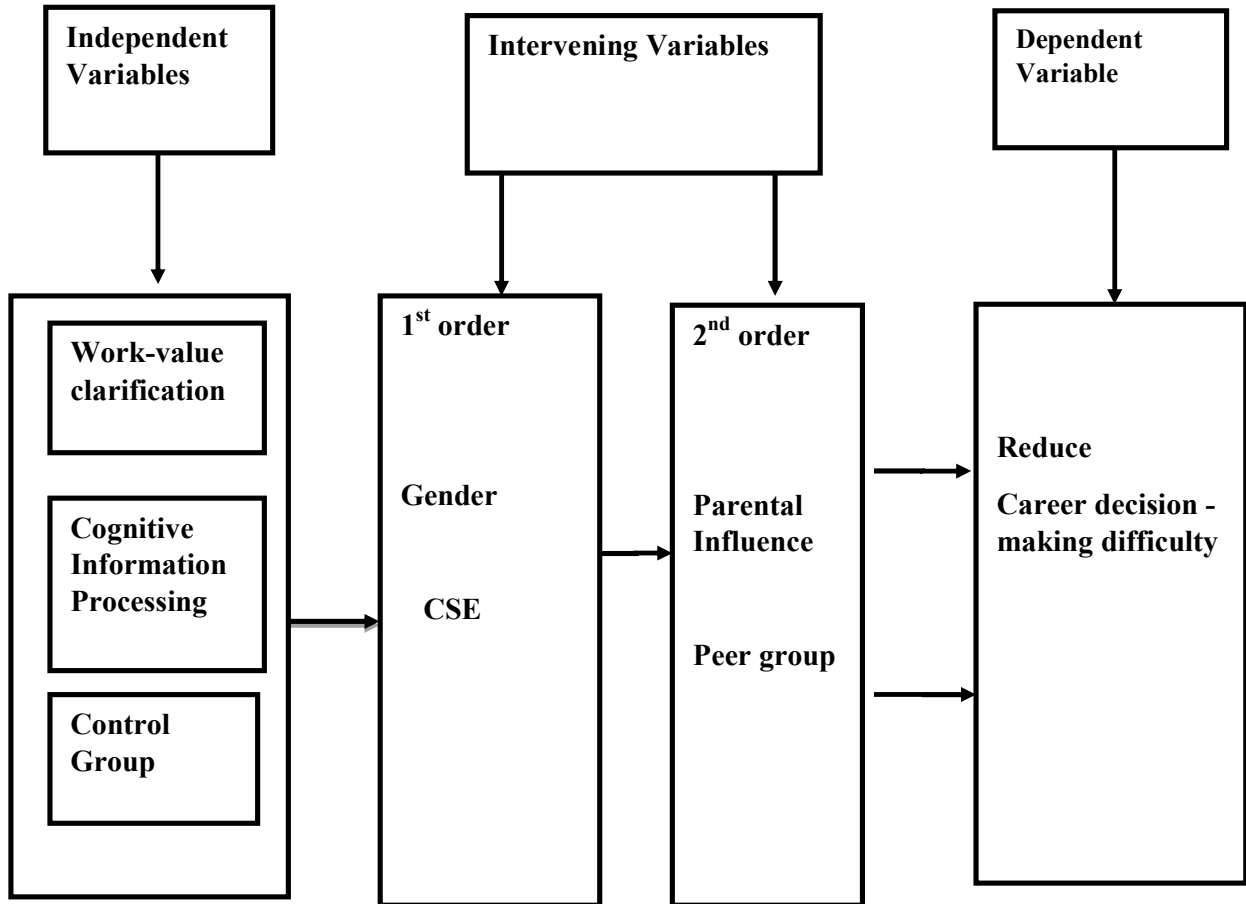 Independent
Variables
Intervening Variables
Dependent
Variable
Work-value
clarification
Cognitive
Information
Processing
Control
Group
1st order
Gender
CSE
2nd order
Parental
Influence
Peer group
Reduce
Career decision -
making difficulty